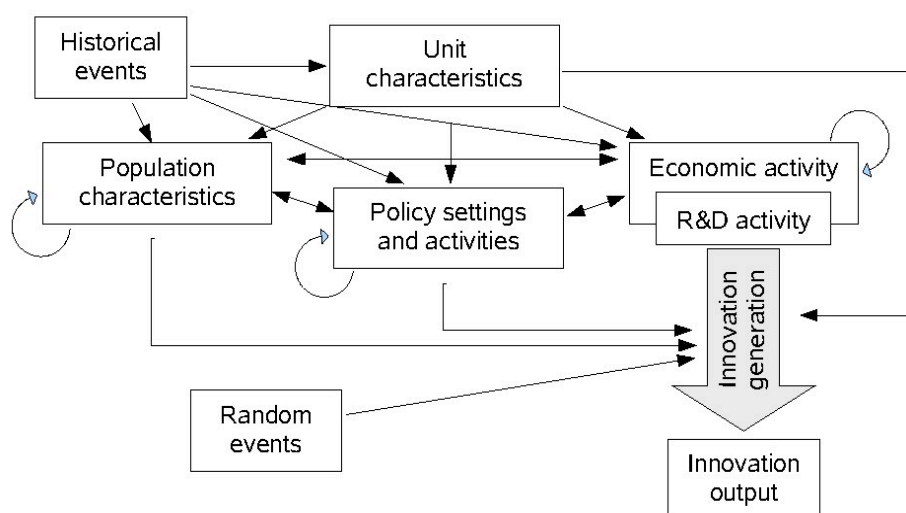 Historical
events
Unit
characteristics
Population
characteristics
Policy settings
and activities
Economic activity
R&D activity
Innovation
generation
Random
events
Innovation
output